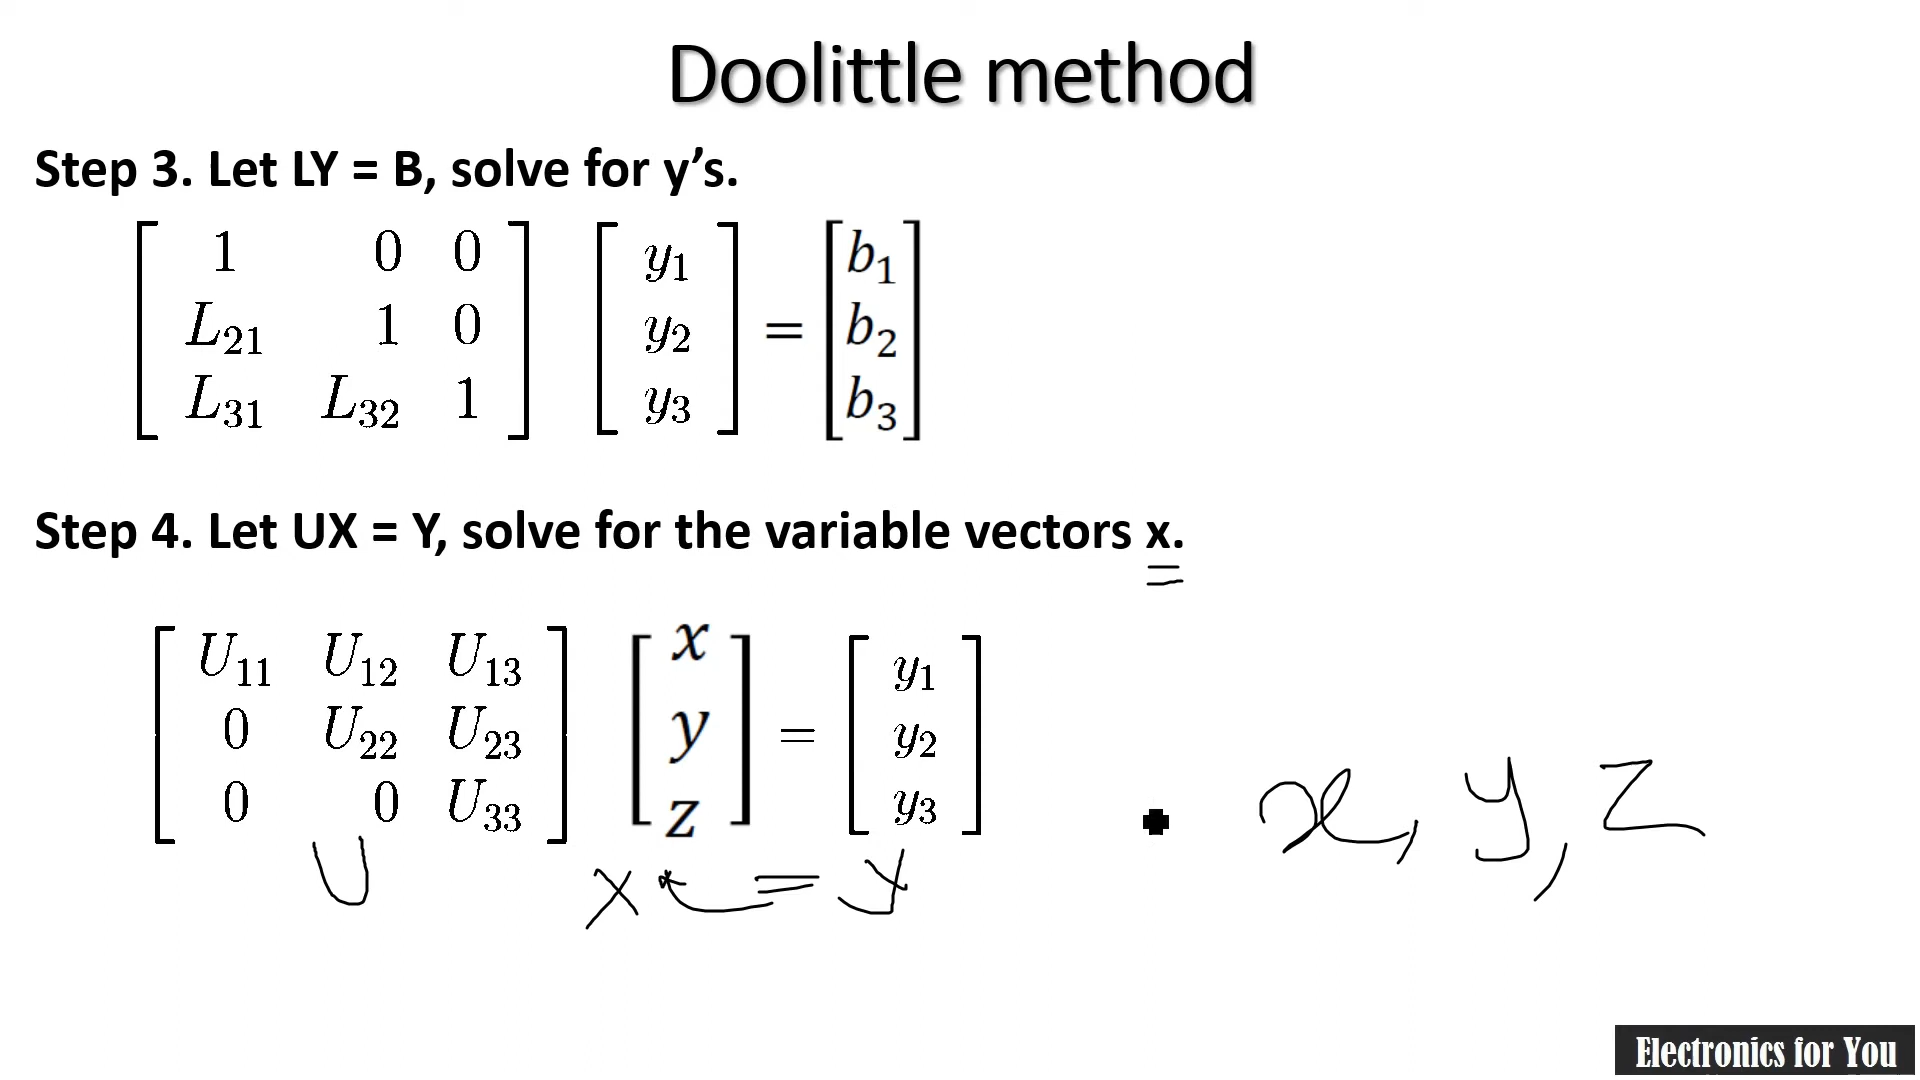 Doolittle method
Step 3. Let LY = B, solve for y’s.
1 0 0 y1 b1
L21 1 0 y2 = b2
L31 L32 1 y3 b3
Step 4. Let UX = Y, solve for the variable vectors x.
U11 U12 U13 x y1
0 U22 U23 y = y2
0 0 U33 z y3
x, y, z
U x = y
Electronics for You